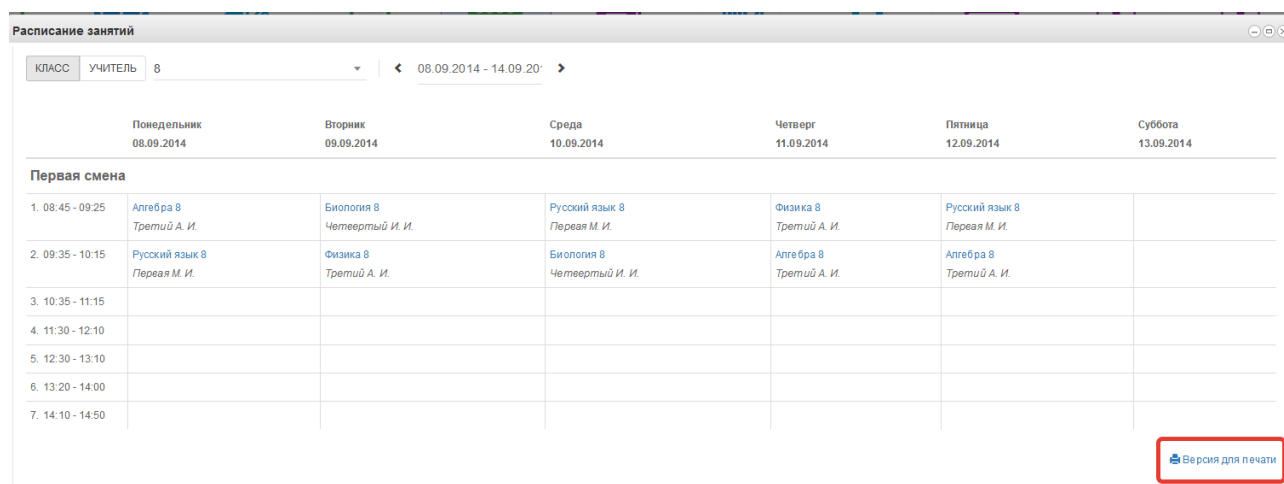 Расписание занятий
КЛАСС УЧИТЕЛЬ 8 08.09.2014 - 14.09.20
Понедельник Вторник Среда Четверг Пятница Суббота
08.09.2014 09.09.2014 10.09.2014 11.09.2014 12.09.2014 13.09.2014
Первая смена
1. 08:45 - 09:25 Алгебра 8 Биология 8 Русский язык 8 Физика 8 Русский язык 8
Третий А. И. Четвертый И. И. Первая М. И. Третий А. И. Первая М. И.
2. 09:35 - 10:15 Русский язык 8 Физика 8 Биология 8 Алгебра 8 Алгебра 8
Первая М. И. Третий А. И. Четвертый И. И. Третий А. И. Третий А. И.
3. 10:35 - 11:15
4. 11:30 - 12:10
5. 12:30 - 13:10
6. 13:20 - 14:00
7. 14:10 - 14:50
Версия для печати